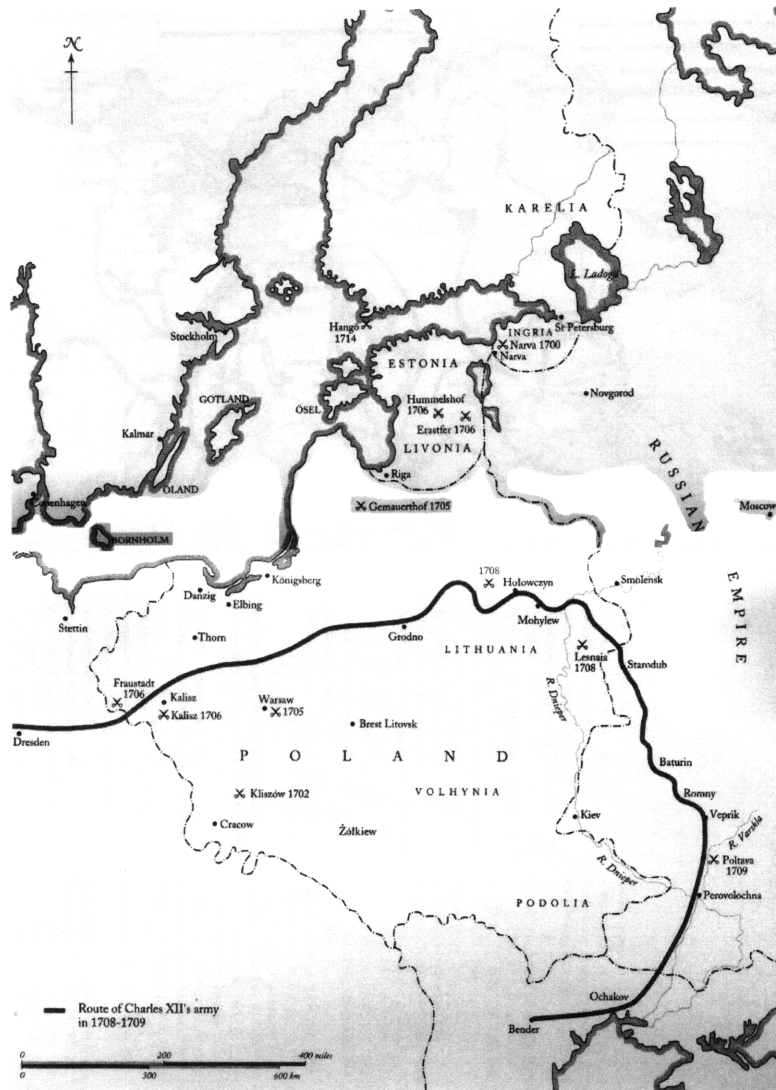 N
KARELIA
L. Ladoga
Hangö
1714
St Petersburg
INGRIA
Narva 1700
Narva
Stockholm
ESTONIA
GOTLAND
ÖSEL
Hummelshof
1706
Erastfer 1706
Novgorod
Kalmar
LIVONIA
Riga
RUSSIAN
EMPIRE
ÖLAND
Copenhagen
Gemauerthof 1705
Moscow
BORNHOLM
Königsberg
1708
Hołowczyn
Smolensk
Danzig
Elbing
Mohylew
Stettin
Thorn
Grodno
LITHUANIA
Lesnaia
1708
Starodub
R. Dnieper
Fraustadt
1706
Kalisz
Kalisz 1706
Warsaw
1705
Brest Litovsk
Dresden
POLAND
Baturin
Kliszów 1702
VOLHYNIA
Romny
Veprik
Cracow
Żółkiew
Kiev
R. Varskla
Poltava
1709
R. Dnieper
Perovolochna
PODOLIA
Ochakov
Bender
Route of Charles XII's army
in 1708-1709
0 200 400 miles
0 300 600 km